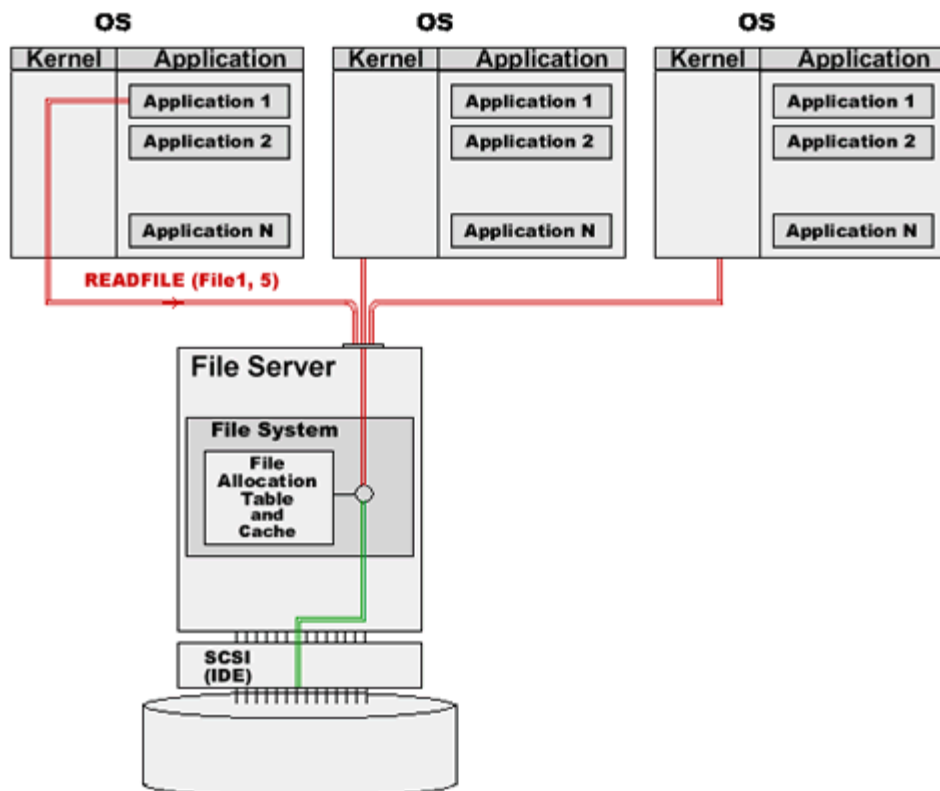 OS
OS
OS
Kernel Application
Kernel Application
Kernel Application
Application 1
Application 1
Application 1
Application 2
Application 2
Application 2
Application N
Application N
Application N
READFILE (File1, 5)
File Server
File System
File
Allocation
Table
and
Cache
SCSI
(IDE)